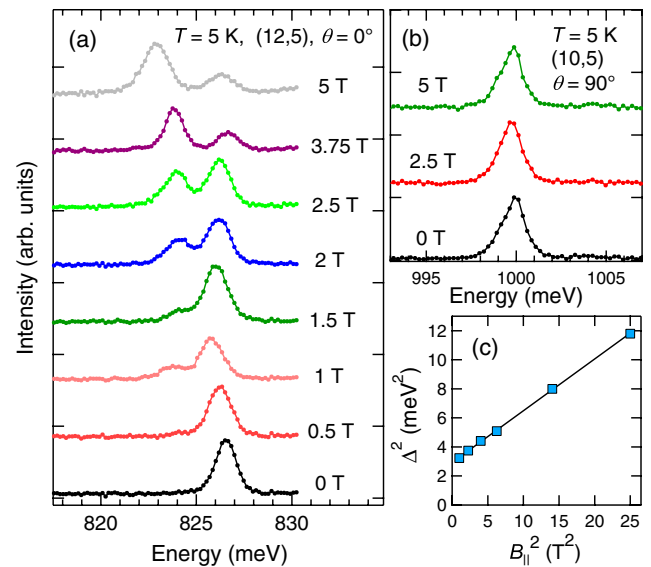 (a)
T = 5 K, (12,5), θ = 0°
5 T
3.75 T
2.5 T
2 T
1.5 T
1 T
0.5 T
0 T
Intensity (arb. units)
820
825
830
Energy (meV)
(b)
T = 5 K
(10,5)
θ = 90°
5 T
2.5 T
0 T
995
1000
1005
Energy (meV)
(c)
12
10
8
6
4
2
0
Δ² (meV²)
0
5
10
15
20
25
B||² (T²)